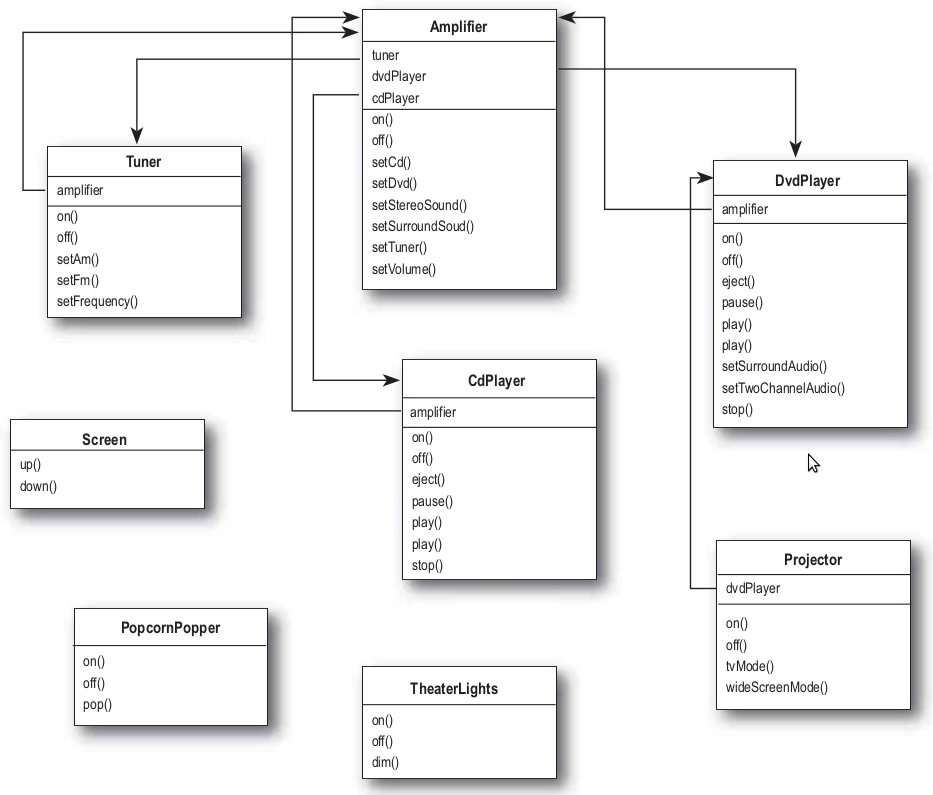 Amplifier
tuner
dvdPlayer
cdPlayer
on()
off()
setCd()
setDvd()
setStereoSound()
setSurroundSoud()
setTuner()
setVolume()
Tuner
amplifier
on()
off()
setAm()
setFm()
setFrequency()
DvdPlayer
amplifier
on()
off()
eject()
pause()
play()
play()
setSurroundAudio()
setTwoChannelAudio()
stop()
CdPlayer
amplifier
on()
off()
eject()
pause()
play()
play()
stop()
Screen
up()
down()
Projector
dvdPlayer
on()
off()
tvMode()
wideScreenMode()
PopcornPopper
on()
off()
pop()
TheaterLights
on()
off()
dim()